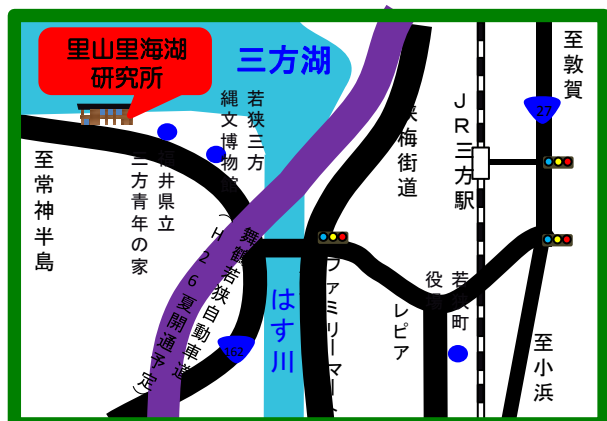 里山里海湖
研究所
三方湖
至敦賀
27
JR三方駅
若狭三方
縄文博物館
福井県立
三方青年の家
至常神半島
舞鶴若狭自動車道
(H26夏開通予定)
162
はす川
ファミリーマート
レピア
若狭町
役場
至小浜